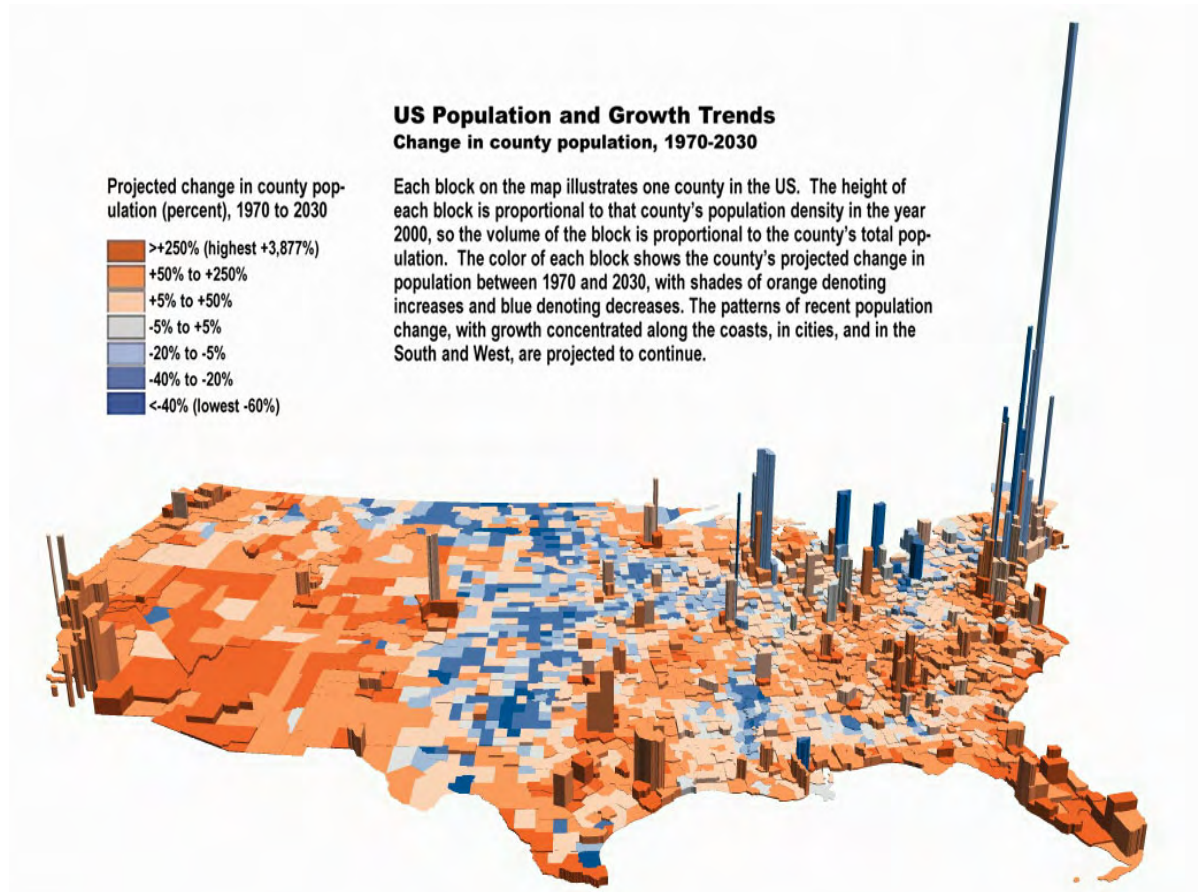 US Population and Growth Trends
Change in county population, 1970-2030
Projected change in county pop-
ulation (percent), 1970 to 2030
>+250% (highest +3,877%)
+50% to +250%
+5% to +50%
-5% to +5%
-20% to -5%
-40% to -20%
<-40% (lowest -60%)
Each block on the map illustrates one county in the US. The height of
each block is proportional to that county's population density in the year
2000, so the volume of the block is proportional to the county's total pop-
ulation. The color of each block shows the county's projected change in
population between 1970 and 2030, with shades of orange denoting
increases and blue denoting decreases. The patterns of recent population
change, with growth concentrated along the coasts, in cities, and in the
South and West, are projected to continue.